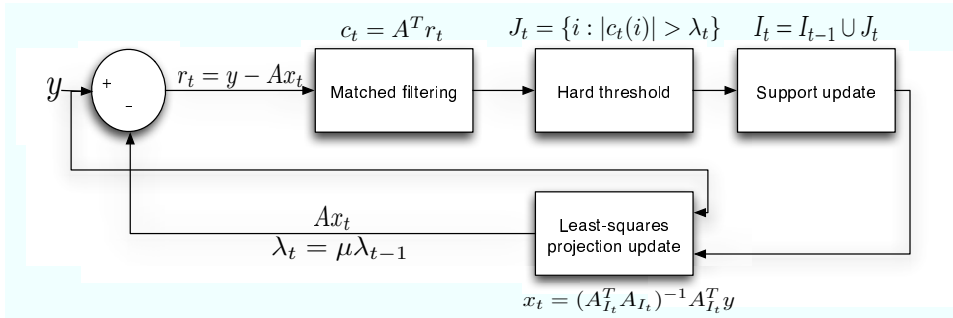 c_t = A^T r_t
J_t = {i : |c_t(i)| > λ_t}
I_t = I_{t−1} ∪ J_t
y
+
-
r_t = y − Ax_t
Matched filtering
Hard threshold
Support update
Ax_t
λ_t = μλ_{t−1}
Least-squares
projection update
x_t = (A_{I_t}^T A_{I_t})^{−1} A_{I_t}^T y